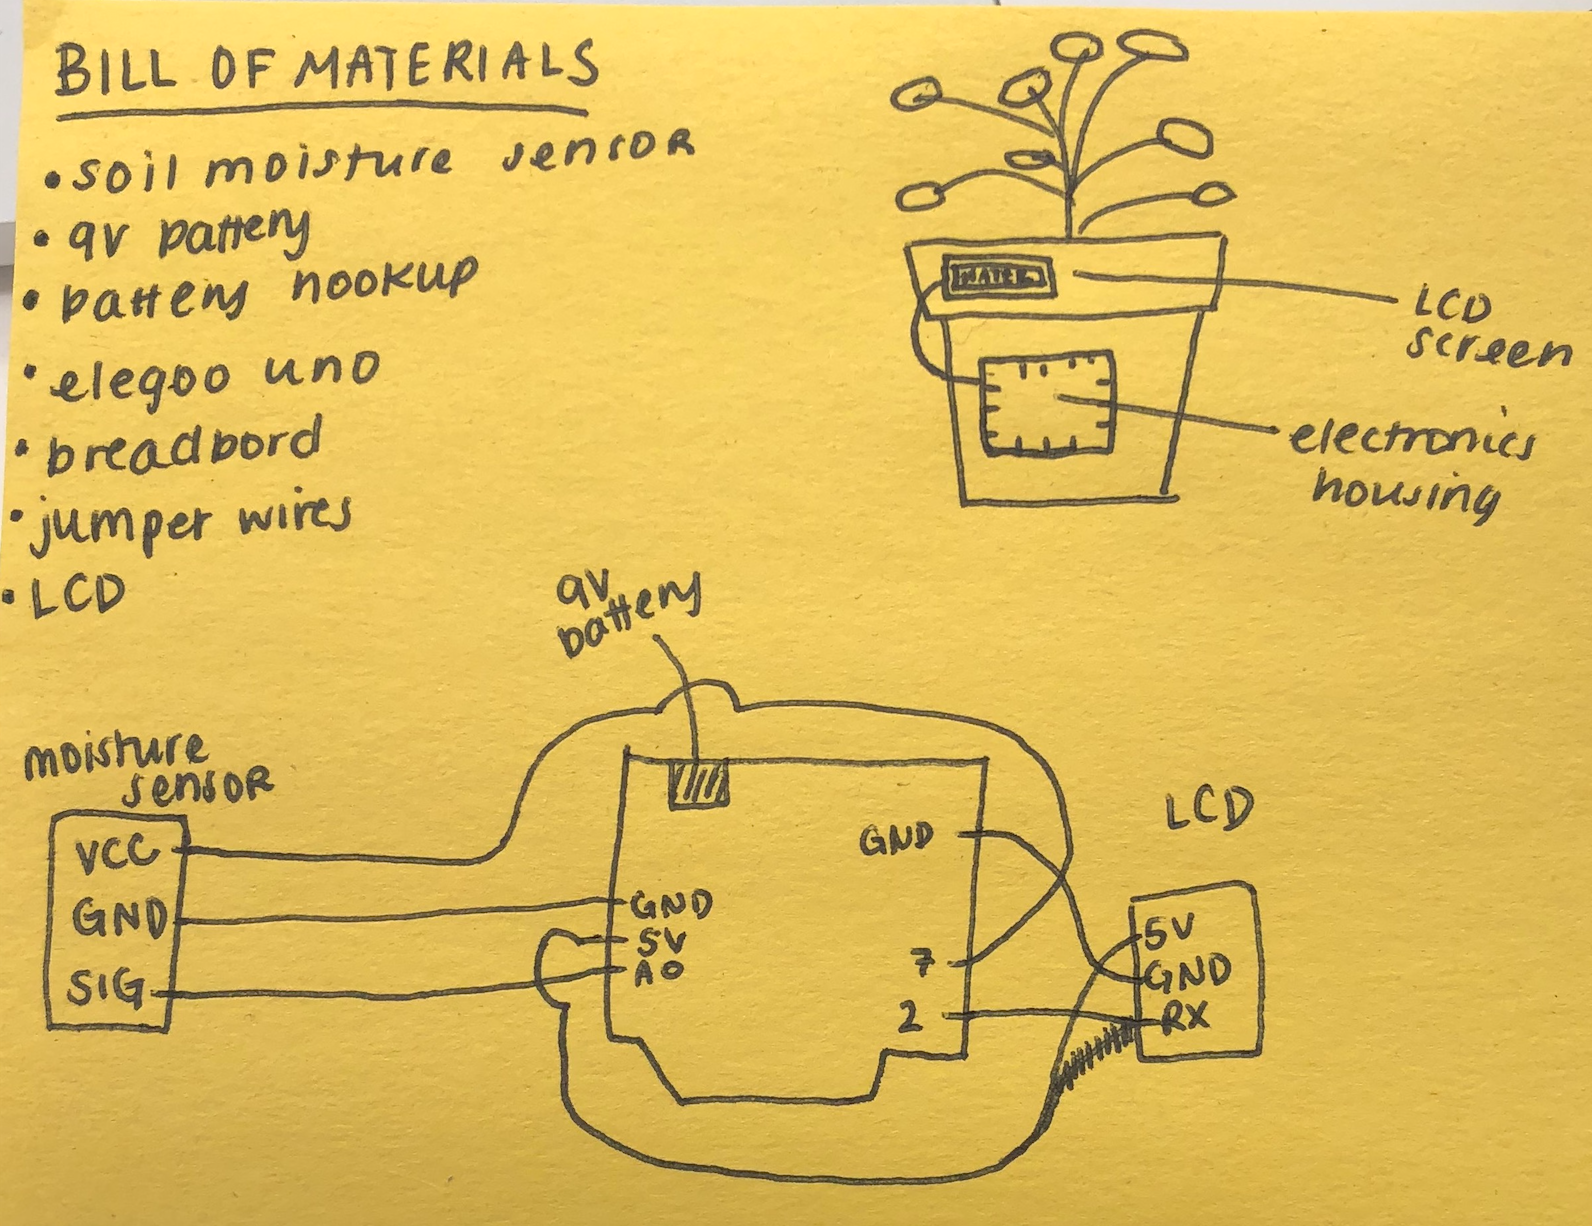 BILL OF MATERIALS
• soil moisture sensor
• 9v battery
• battery hookup
• elegoo uno
• breadbord
• jumper wires
• LCD
WATER
LCD
screen
electronics
housing
9V
battery
moisture
sensor
VCC
GND
SIG
GND
GND
5V
A0
7
2
LCD
5V
GND
RX